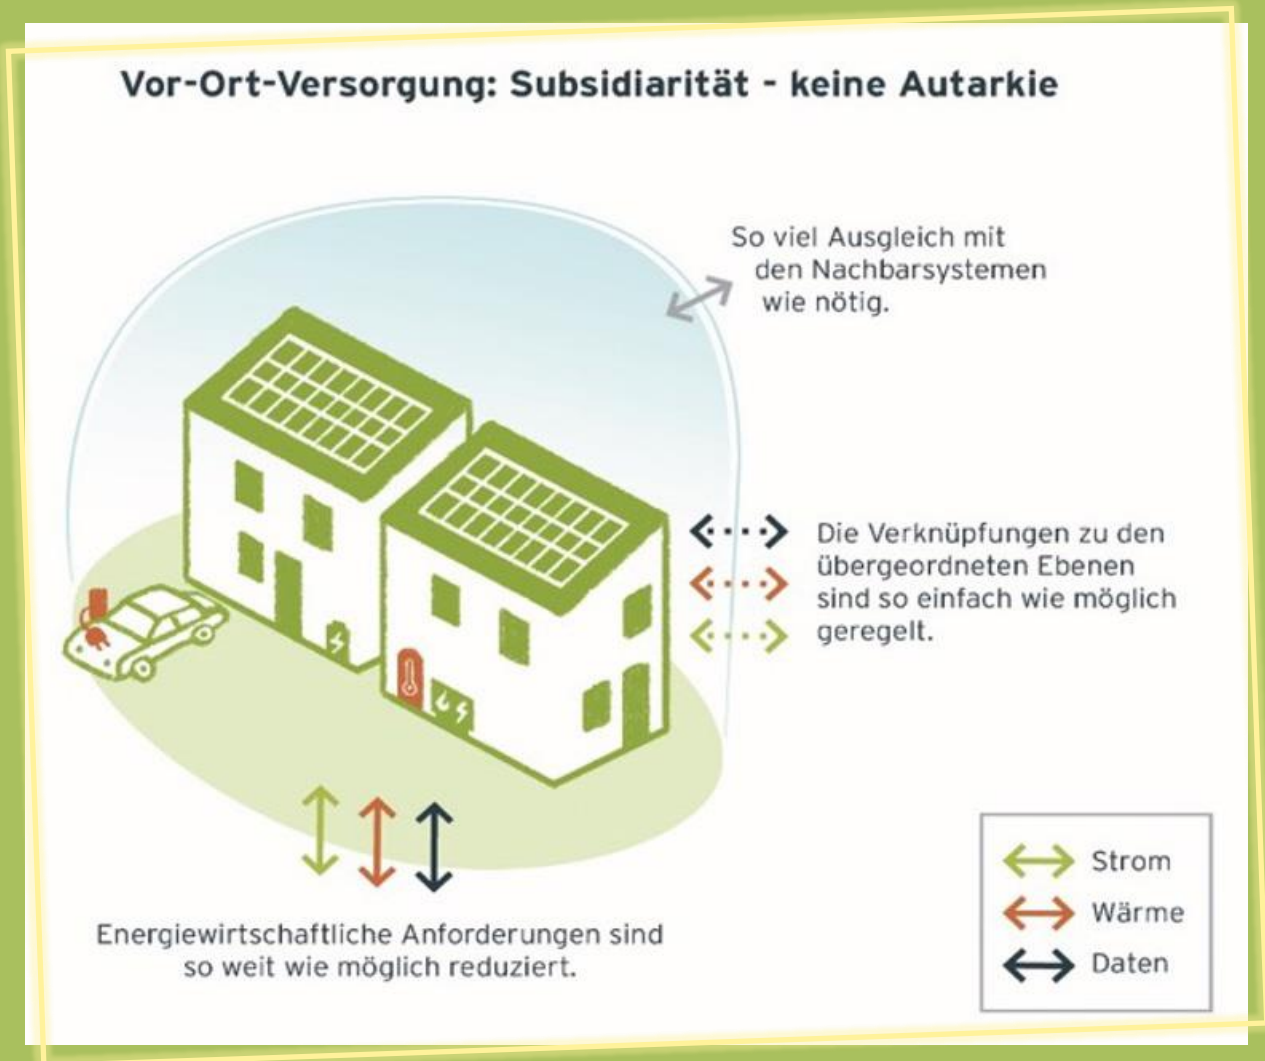 Vor-Ort-Versorgung: Subsidiarität - keine Autarkie
So viel Ausgleich mit
den Nachbarsystemen
wie nötig.
Die Verknüpfungen zu den
übergeordneten Ebenen
sind so einfach wie möglich
geregelt.
Energiewirtschaftliche Anforderungen sind
so weit wie möglich reduziert.
Strom
Wärme
Daten